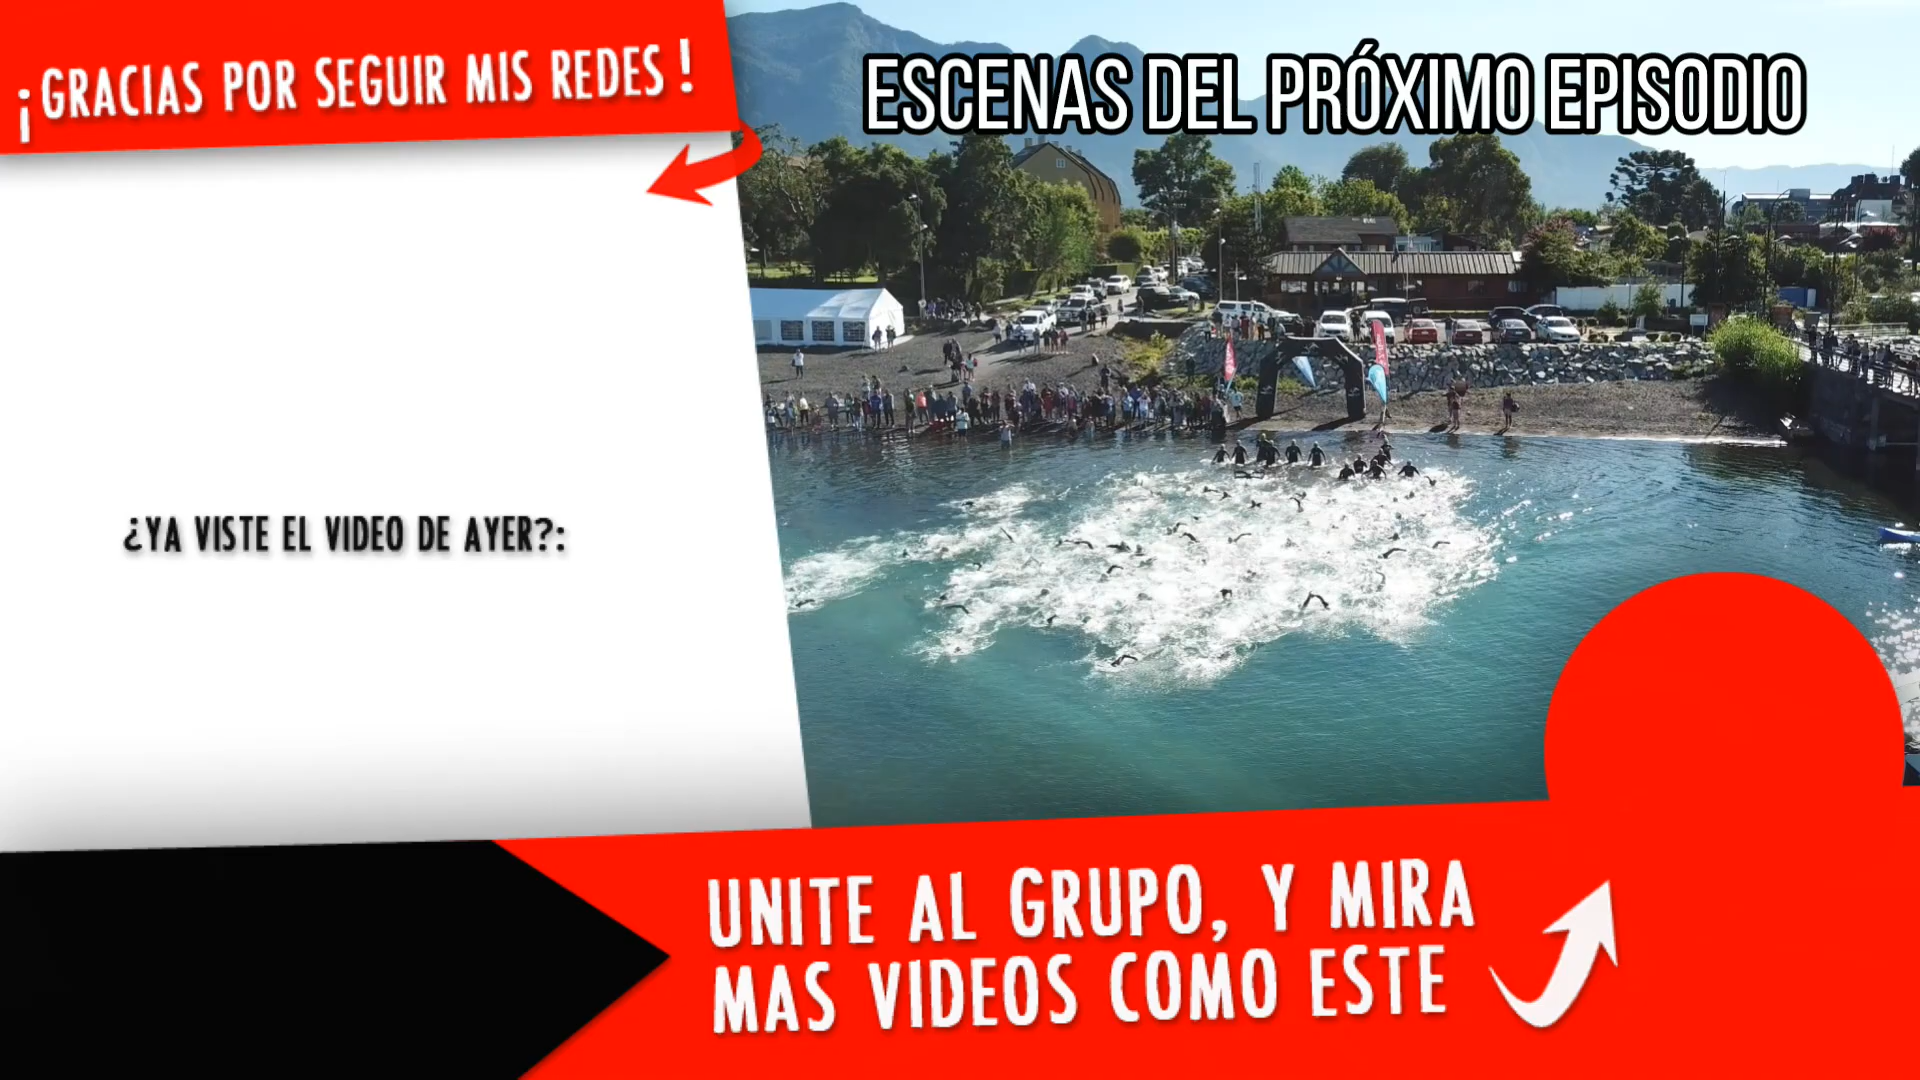 ¡GRACIAS POR SEGUIR MIS REDES!
ESCENAS DEL PRÓXIMO EPISODIO
¿YA VISTE EL VIDEO DE AYER?:
UNITE AL GRUPO, Y MIRA
MAS VIDEOS COMO ESTE